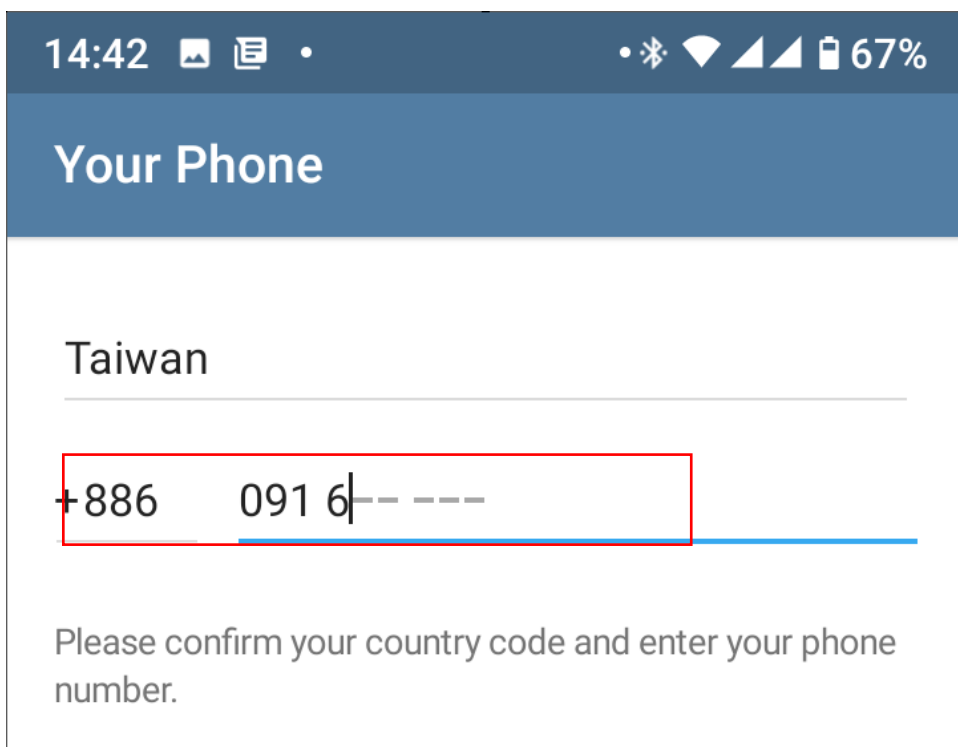 14:42 67%
Your Phone
Taiwan
+886 091 6-- ---
Please confirm your country code and enter your phone
number.